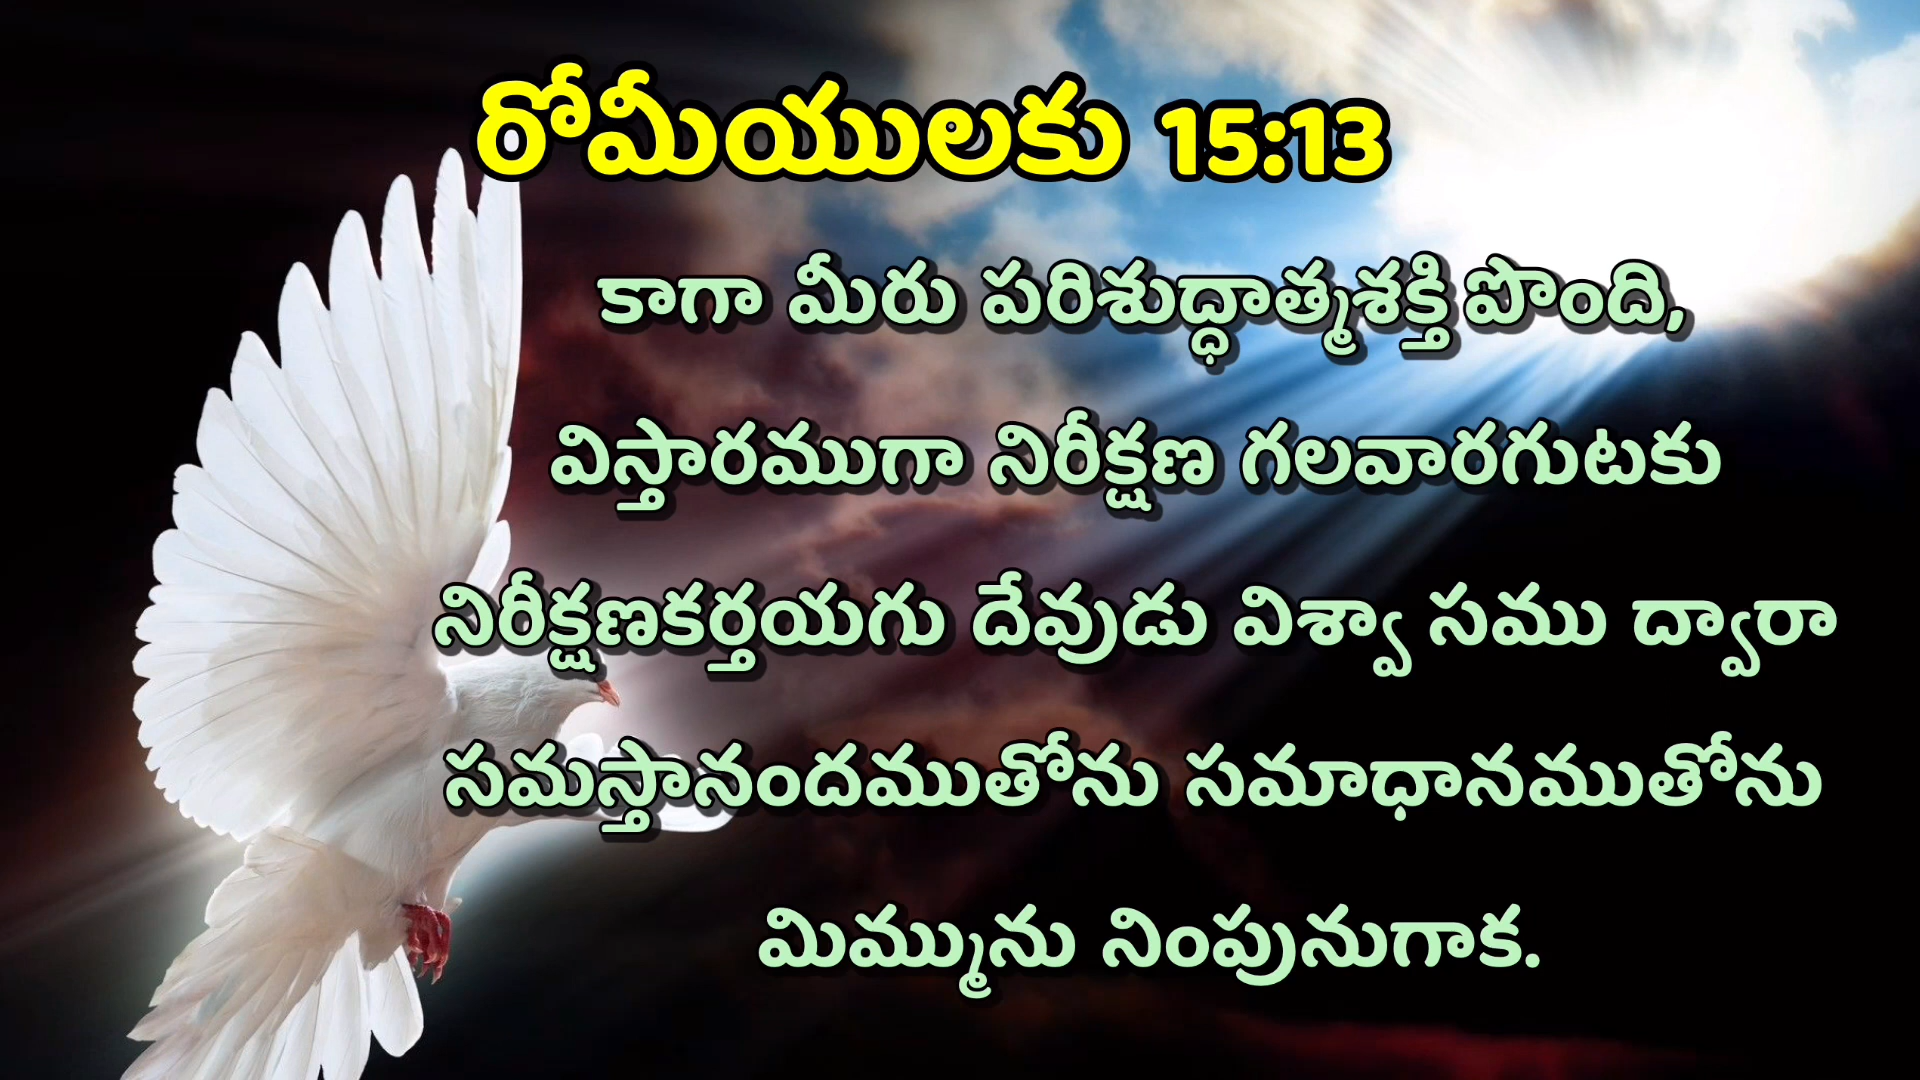 రోమీయులకు 15:13
కాగా మీరు పరిశుద్ధాత్మశక్తి పొంది,
విస్తారముగా నిరీక్షణ గలవారగుటకు
నిరీక్షణకర్తయగు దేవుడు విశ్వా సము ద్వారా
సమస్తానందముతోను సమాధానముతోను
మిమ్మును నింపునుగాక.